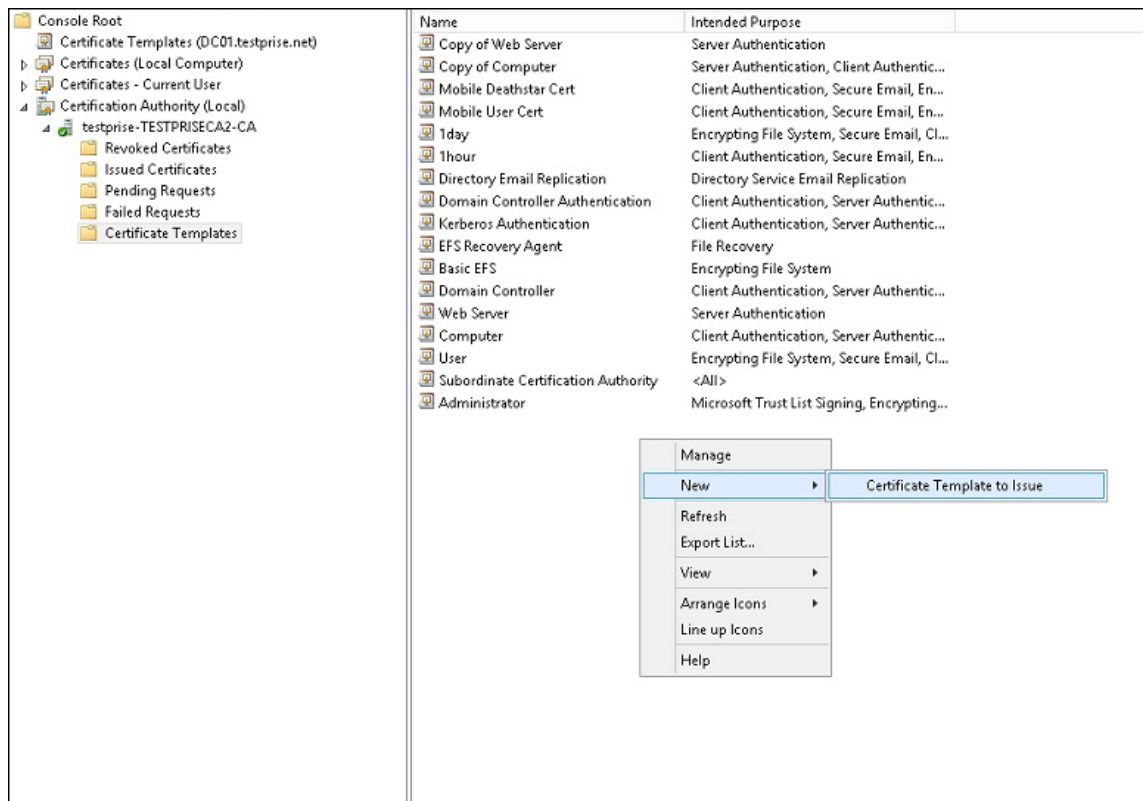 Console Root
Certificate Templates (DC01.testprise.net)
Certificates (Local Computer)
Certificates - Current User
Certification Authority (Local)
testprise-TESTPRISECA2-CA
Revoked Certificates
Issued Certificates
Pending Requests
Failed Requests
Certificate Templates
Name Intended Purpose
Copy of Web Server Server Authentication
Copy of Computer Server Authentication, Client Authentic...
Mobile Deathstar Cert Client Authentication, Secure Email, En...
Mobile User Cert Client Authentication, Secure Email, En...
1day Encrypting File System, Secure Email, Cl...
1hour Client Authentication, Secure Email, En...
Directory Email Replication Directory Service Email Replication
Domain Controller Authentication Client Authentication, Server Authentic...
Kerberos Authentication Client Authentication, Server Authentic...
EFS Recovery Agent File Recovery
Basic EFS Encrypting File System
Domain Controller Client Authentication, Server Authentic...
Web Server Server Authentication
Computer Client Authentication, Server Authentic...
User Encrypting File System, Secure Email, Cl...
Subordinate Certification Authority <All>
Administrator Microsoft Trust List Signing, Encrypting...
Manage
New Certificate Template to Issue
Refresh
Export List...
View
Arrange Icons
Line up Icons
Help